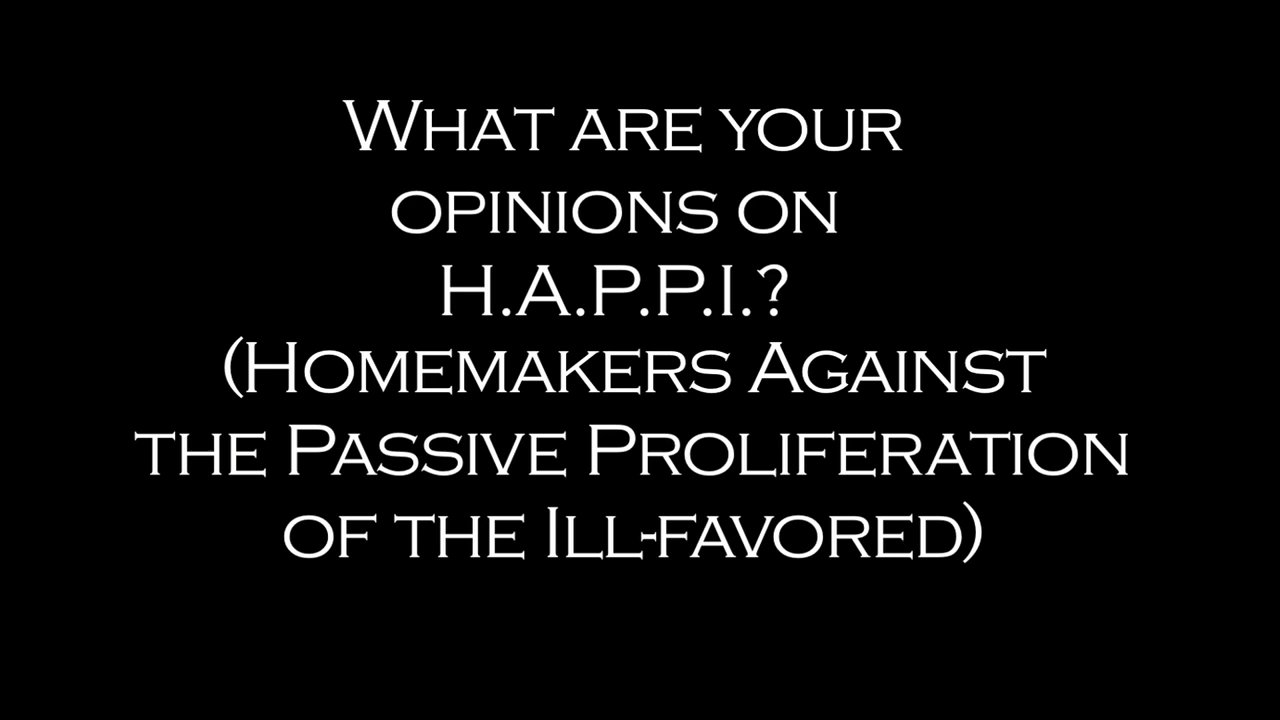 What are your
opinions on
H.A.P.P.I.?
(Homemakers Against
the Passive Proliferation
of the Ill-favored)